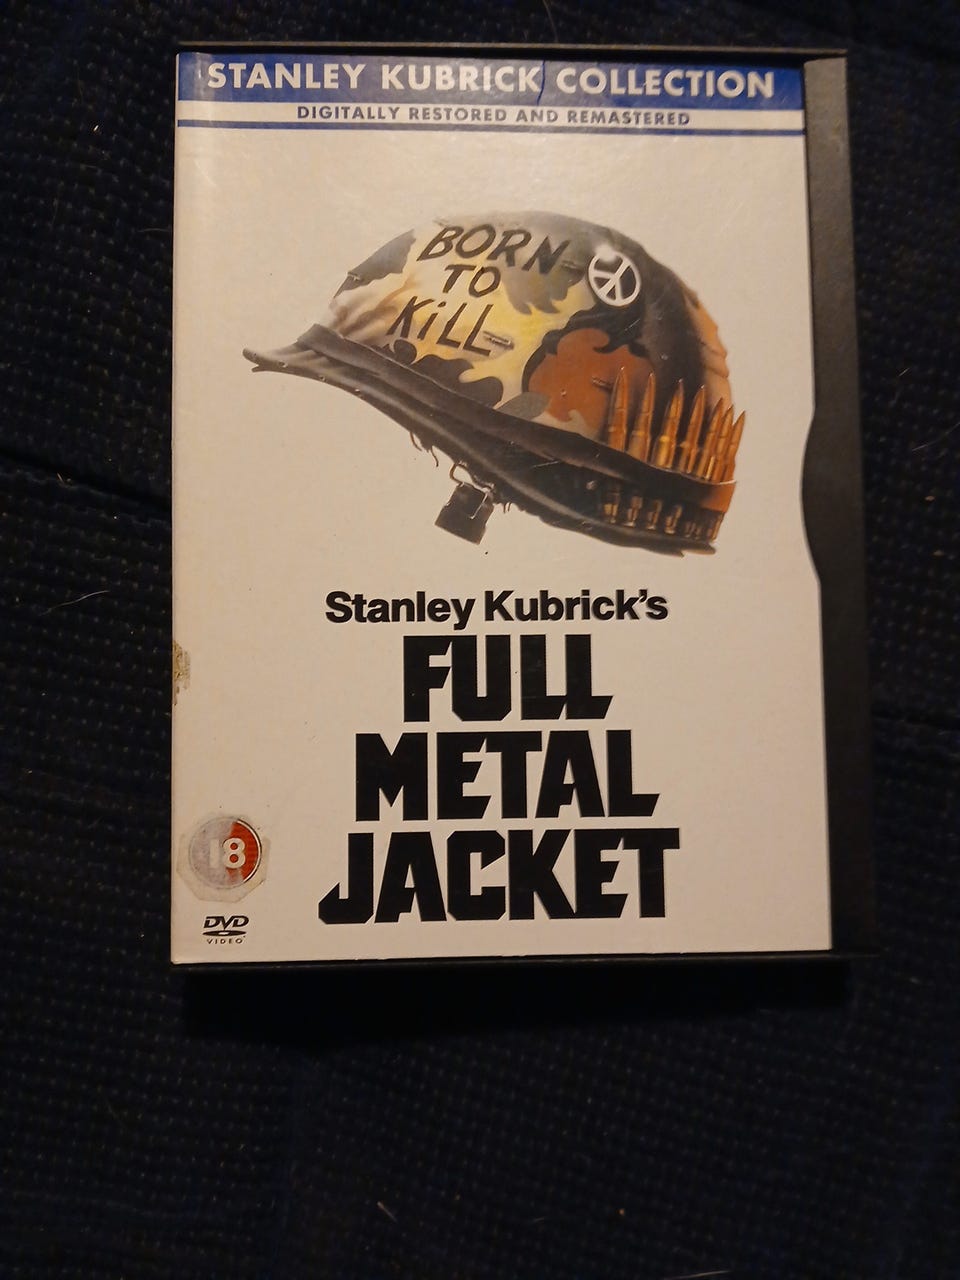 STANLEY KUBRICK COLLECTION
DIGITALLY RESTORED AND REMASTERED
BORN
TO
KiLL
Stanley Kubrick's
FULL
METAL
JACKET
18
DVD
VIDEO